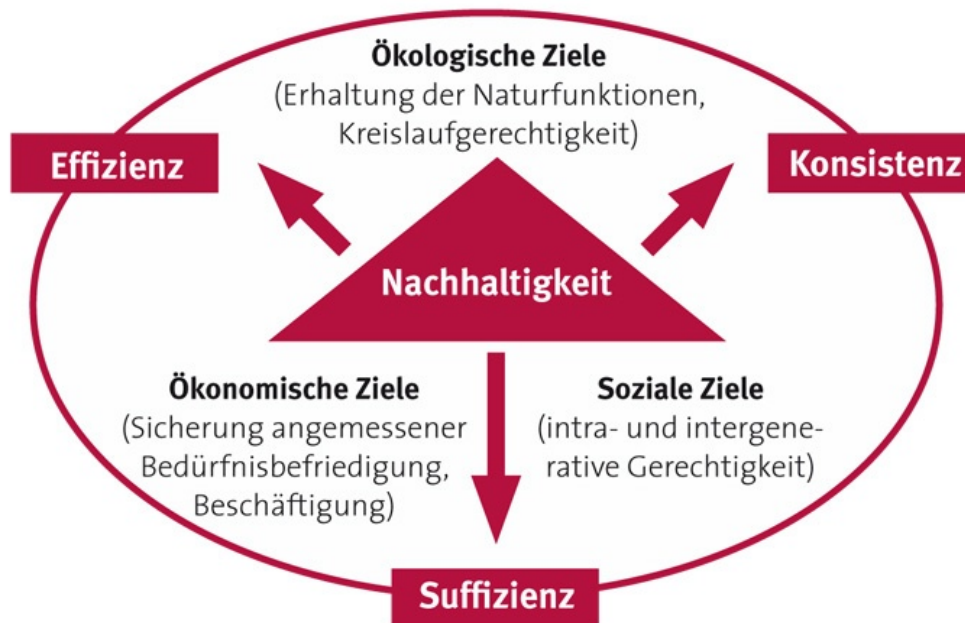 Ökologische Ziele
(Erhaltung der Naturfunktionen,
Kreislaufgerechtigkeit)
Effizienz
Konsistenz
Nachhaltigkeit
Ökonomische Ziele
(Sicherung angemessener
Bedürfnisbefriedigung,
Beschäftigung)
Soziale Ziele
(intra- und intergene-
rative Gerechtigkeit)
Suffizienz